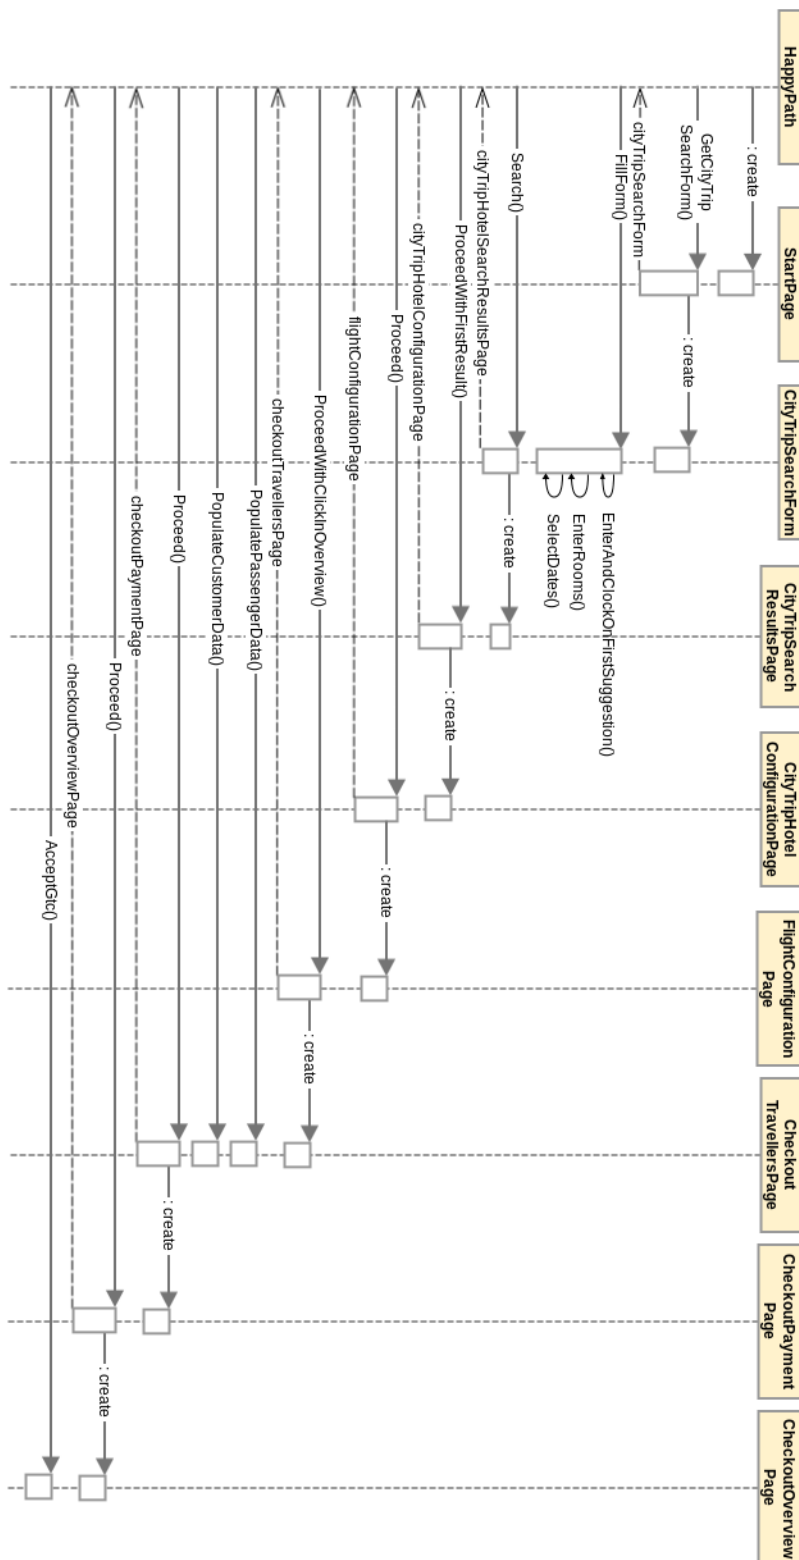 HappyPath
StartPage
CityTripSearchForm
CityTripSearch
ResultsPage
CityTripHotel
ConfigurationPage
FlightConfiguration
Page
Checkout
TravellersPage
CheckoutPayment
Page
CheckoutOverview
Page
: create
GetCityTrip
SearchForm()
: create
cityTripSearchForm
FillForm()
EnterAndClockOnFirstSuggestion()
EnterRooms()
SelectDates()
Search()
: create
cityTripHotelSearchResultsPage
ProceedWithFirstResult()
: create
cityTripHotelConfigurationPage
Proceed()
: create
flightConfigurationPage
ProceedWithClickInOverview()
: create
checkoutTravellersPage
PopulatePassengerData()
PopulateCustomerData()
Proceed()
: create
checkoutPaymentPage
Proceed()
: create
checkoutOverviewPage
AcceptGtc()